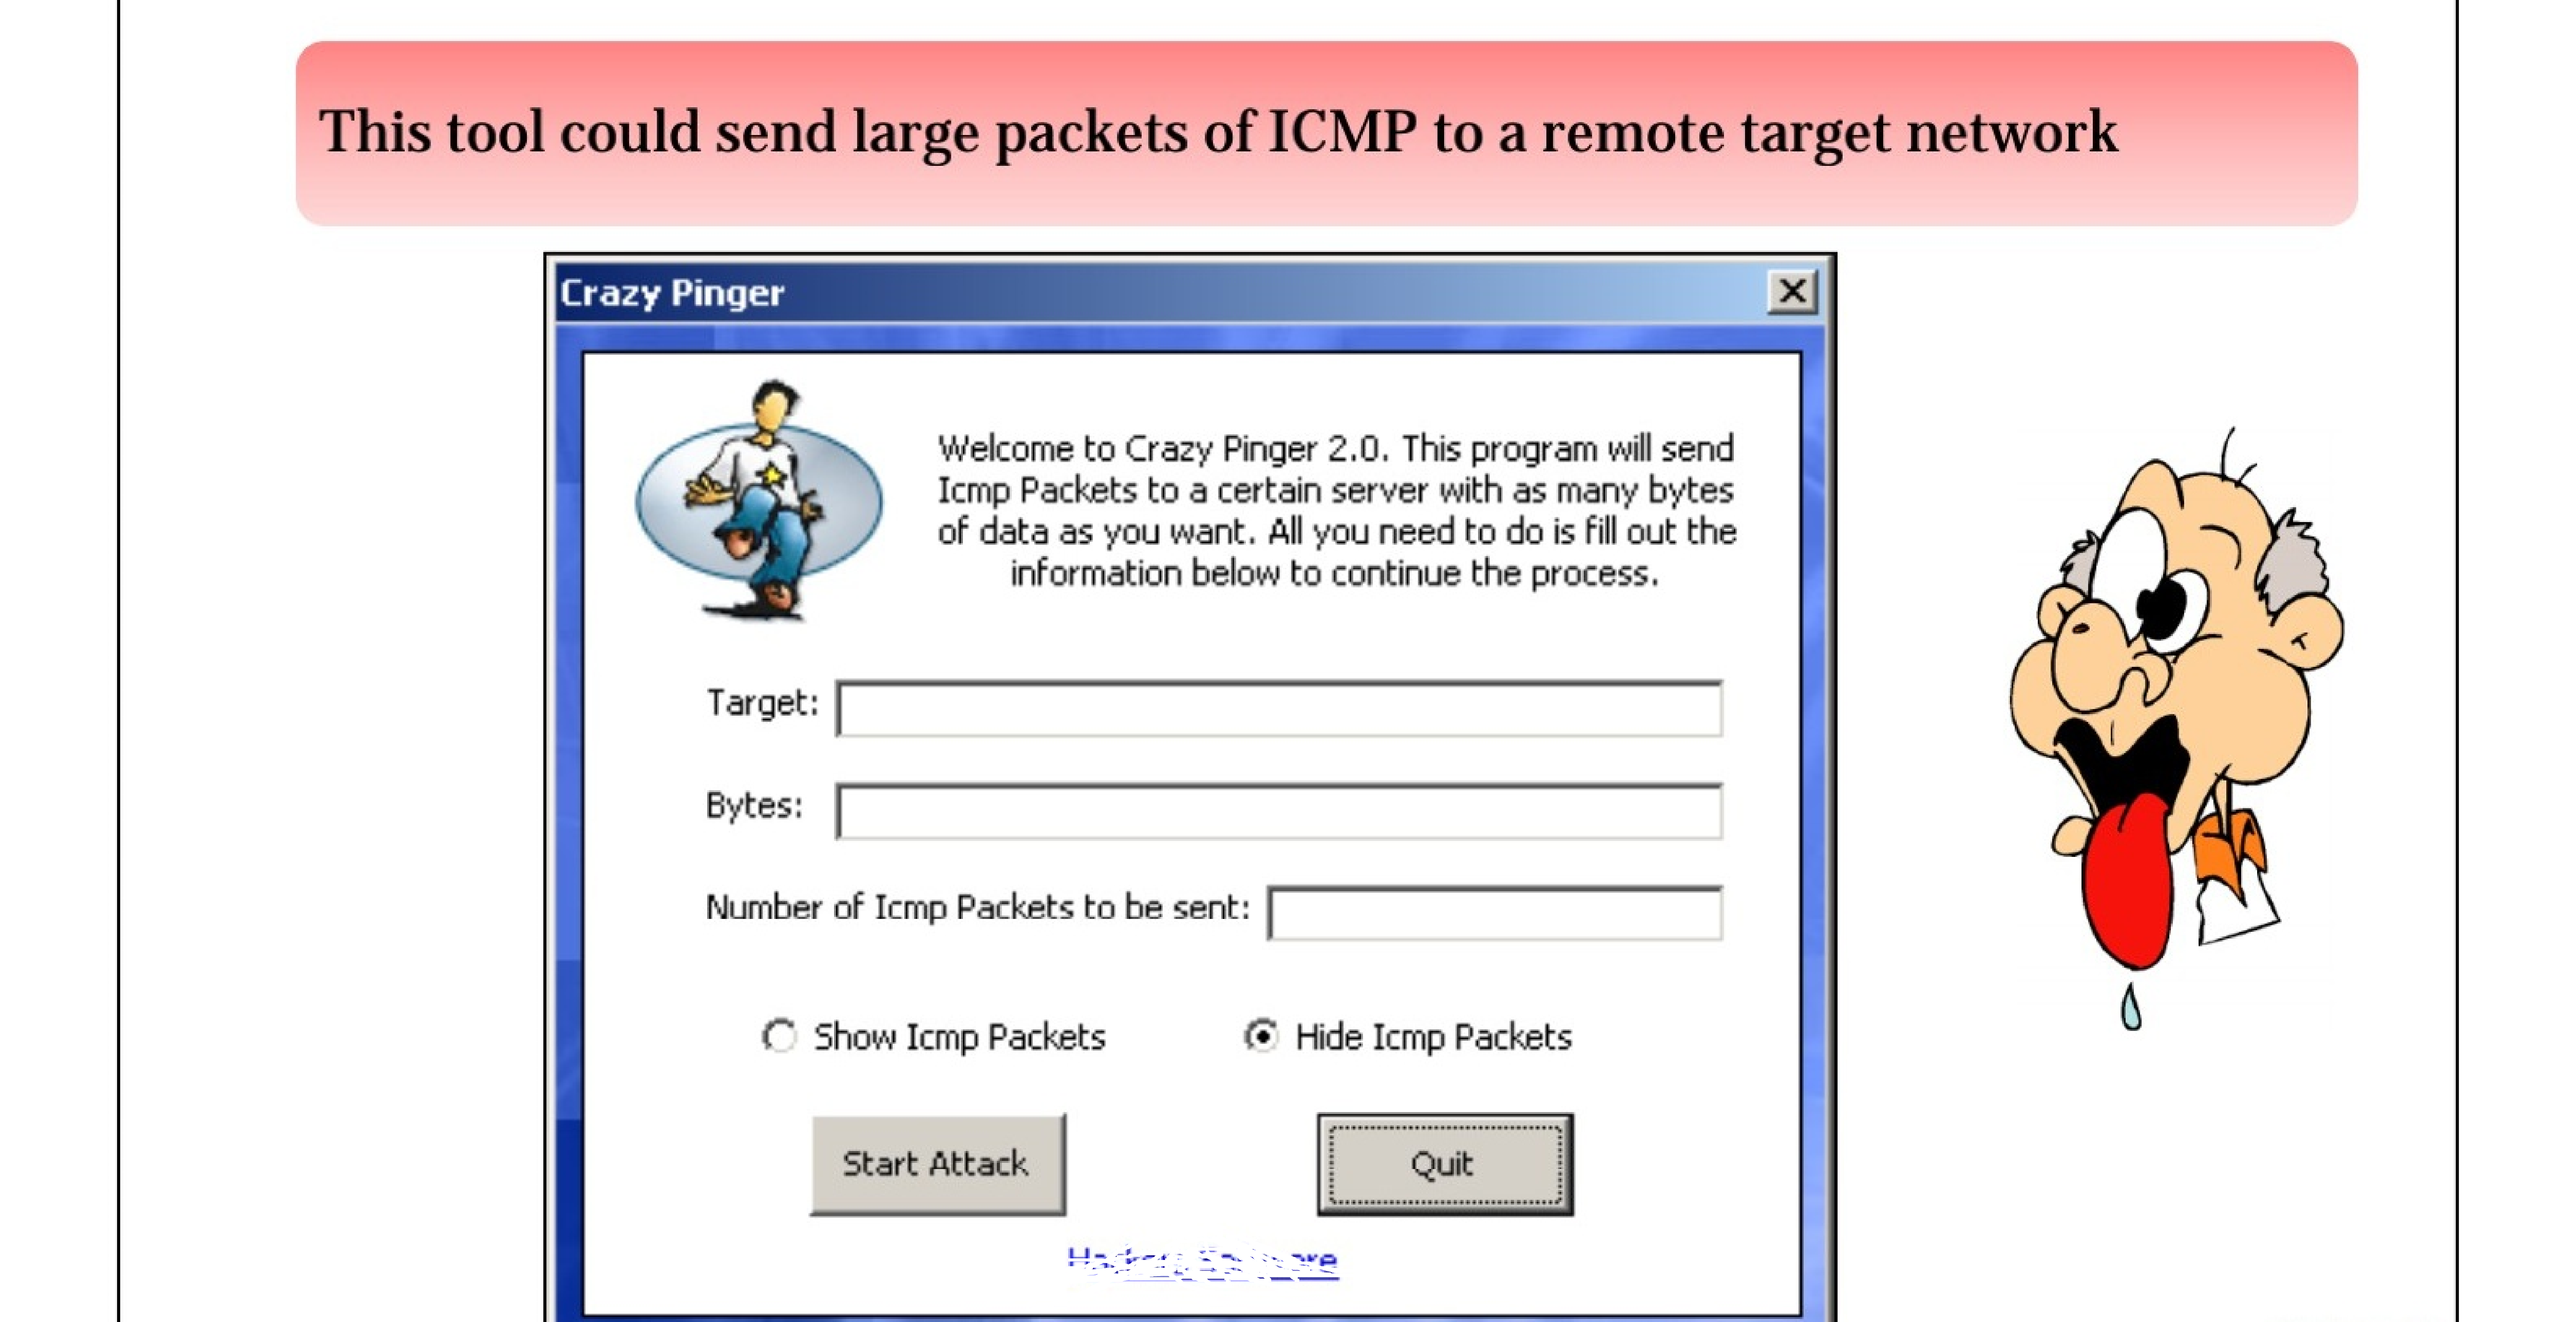 This tool could send large packets of ICMP to a remote target network
Crazy Pinger
Welcome to Crazy Pinger 2.0. This program will send
Icmp Packets to a certain server with as many bytes
of data as you want. All you need to do is fill out the
information below to continue the process.
Target:
Bytes:
Number of Icmp Packets to be sent:
Show Icmp Packets
Hide Icmp Packets
Start Attack
Quit